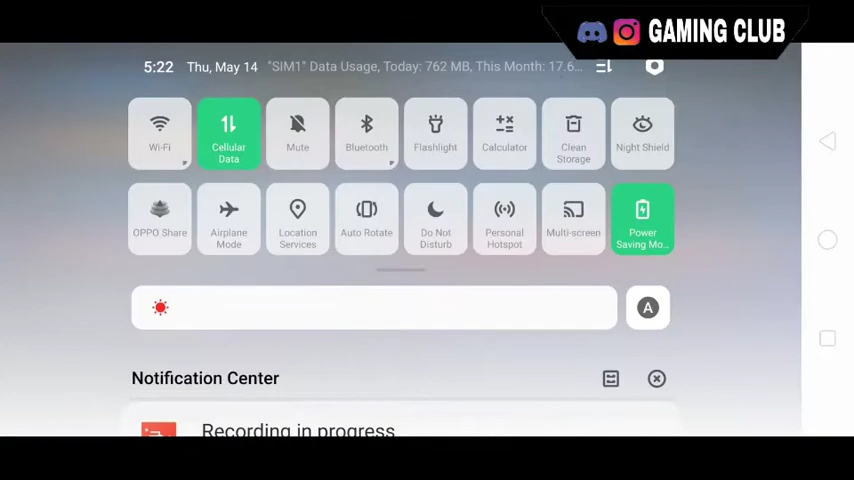 GAMING CLUB
5:22 Thu, May 14 "SIM1" Data Usage, Today: 762 MB, This Month: 17.6...
Wi-Fi
Cellular
Data
Mute
Bluetooth
Flashlight
Calculator
Clean
Storage
Night Shield
OPPO Share
Airplane
Mode
Location
Services
Auto Rotate
Do Not
Disturb
Personal
Hotspot
Multi-screen
Power
Saving Mo...
A
Notification Center
Recording in progress